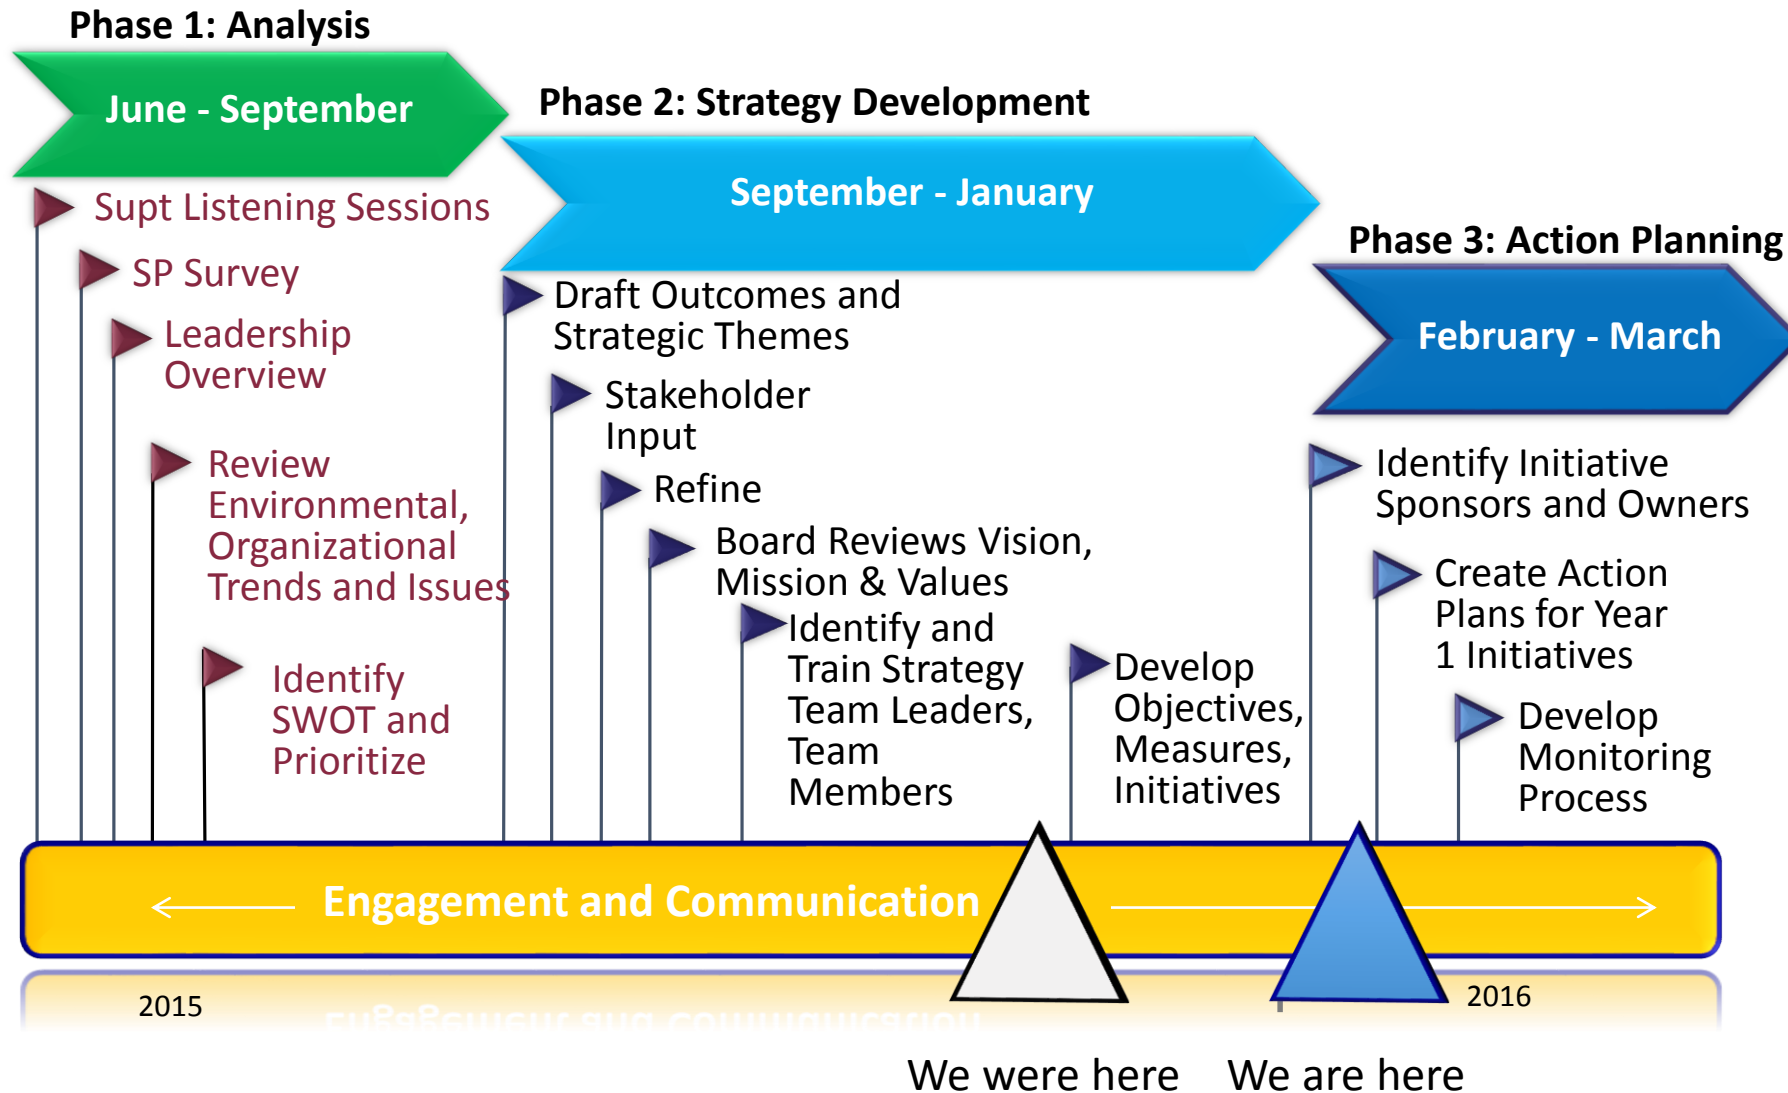 Phase 1: Analysis
June - September
Supt Listening Sessions
SP Survey
Leadership
Overview
Review
Environmental,
Organizational
Trends and Issues
Identify
SWOT and
Prioritize
Phase 2: Strategy Development
September - January
Draft Outcomes and
Strategic Themes
Stakeholder
Input
Refine
Board Reviews Vision,
Mission & Values
Identify and
Train Strategy
Team Leaders,
Team
Members
Develop
Objectives,
Measures,
Initiatives
Phase 3: Action Planning
February - March
Identify Initiative
Sponsors and Owners
Create Action
Plans for Year
1 Initiatives
Develop
Monitoring
Process
Engagement and Communication
2015
2016
We were here
We are here